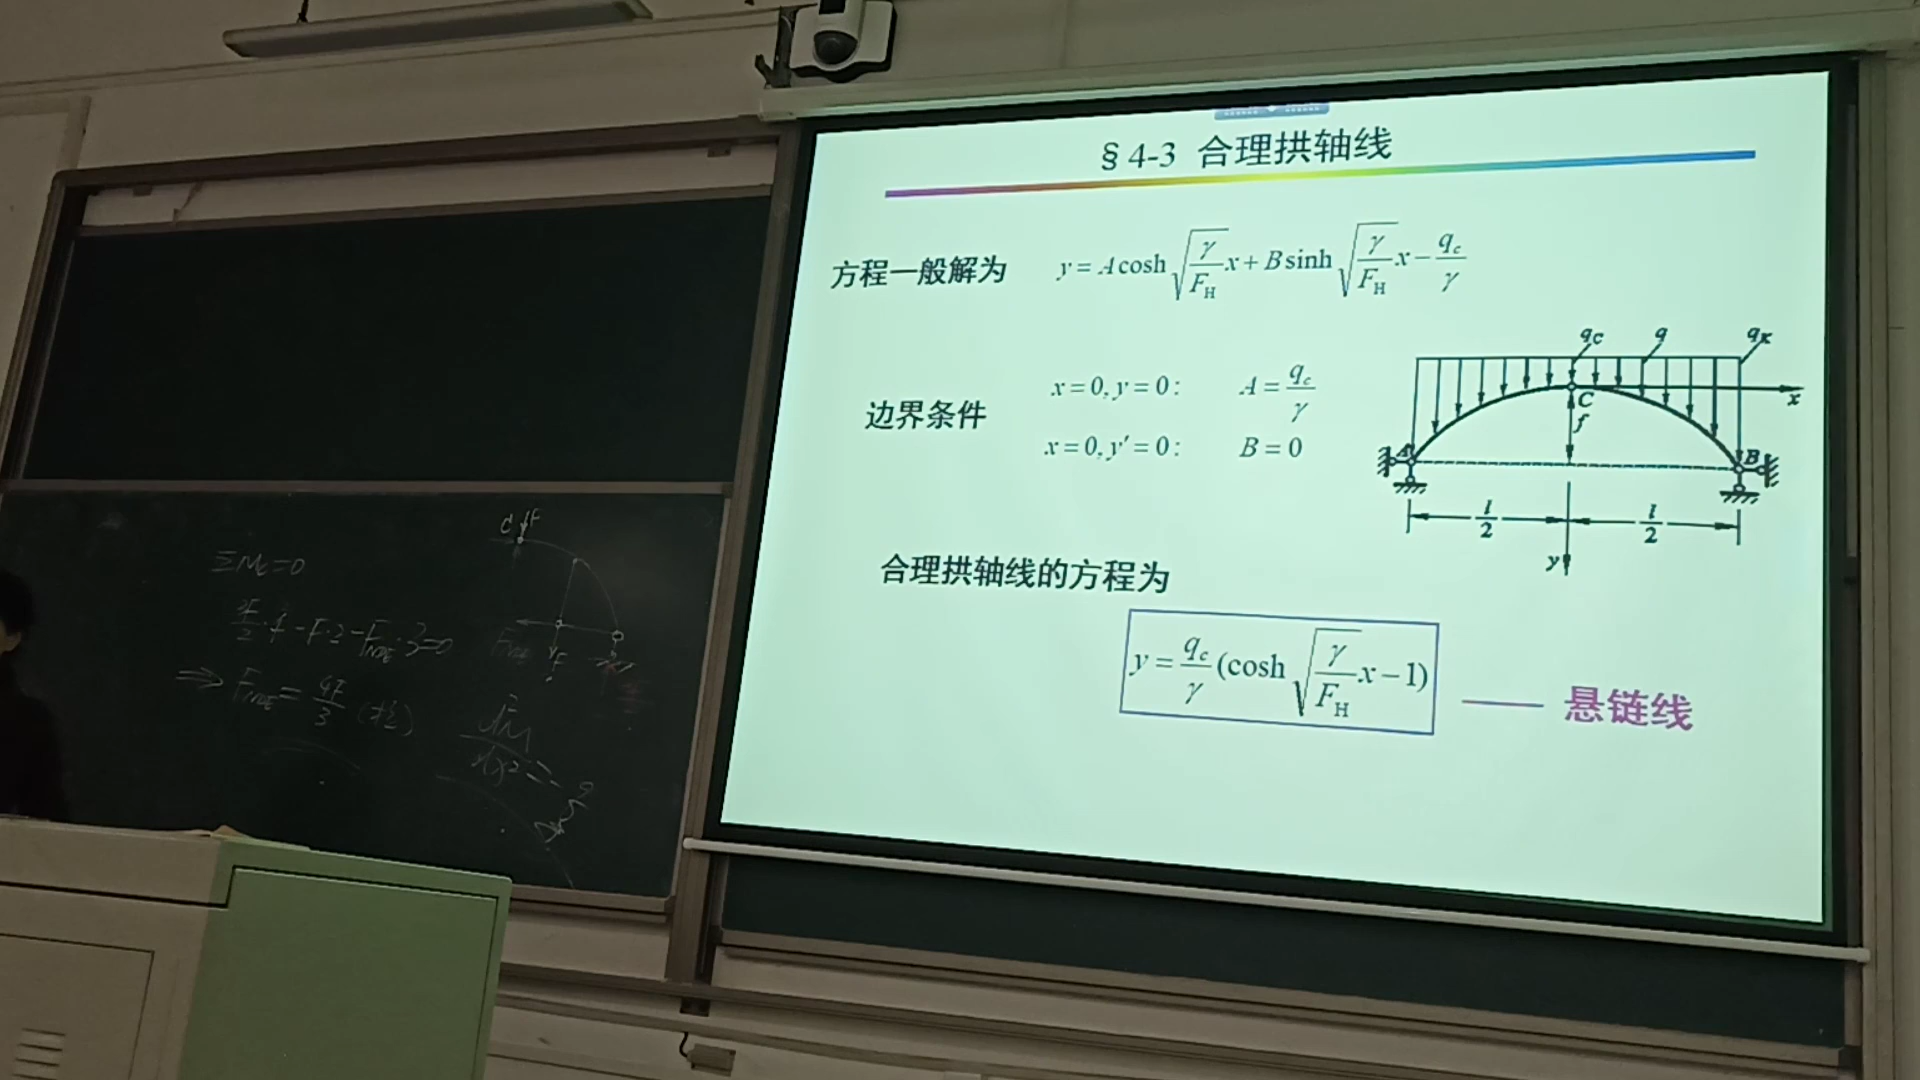 §4-3 合理拱轴线
方程一般解为 y = A cosh √(γ/F_H) x + B sinh √(γ/F_H) x − q_c/γ
边界条件
x = 0, y = 0 : A = q_c/γ
x = 0, y′ = 0 : B = 0
qc q qK
x
C
f
A B
l/2 l/2
y
合理拱轴线的方程为
y = q_c/γ (cosh √(γ/F_H) x − 1) —— 悬链线
ΣM_C=0
C F